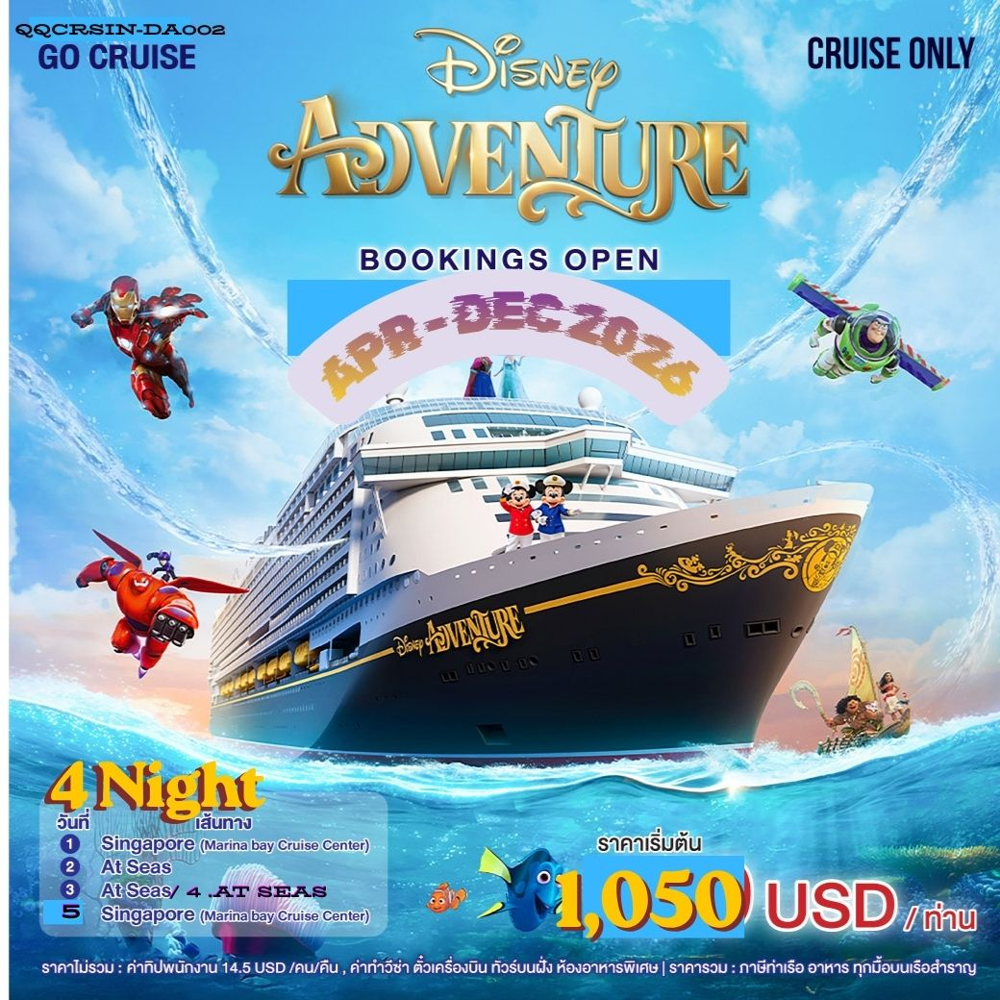 QQCRSIN-DA002
GO CRUISE
CRUISE ONLY
Disney
ADVENTURE
BOOKINGS OPEN
APR - DEC 2026
Disney ADVENTURE
4 Night
วันที่ เส้นทาง
1 Singapore (Marina bay Cruise Center)
2 At Seas
3 At Seas/ 4 .AT SEAS
5 Singapore (Marina bay Cruise Center)
ราคาเริ่มต้น
1,050 USD / ท่าน
ราคาไม่รวม : ค่าทิปพนักงาน 14.5 USD /คน/คืน , ค่าทำวีซ่า ตั๋วเครื่องบิน ทัวร์บนฝั่ง ห้องอาหารพิเศษ | ราคารวม : ภาษีท่าเรือ อาหาร ทุกมื้อบนเรือสำราญ